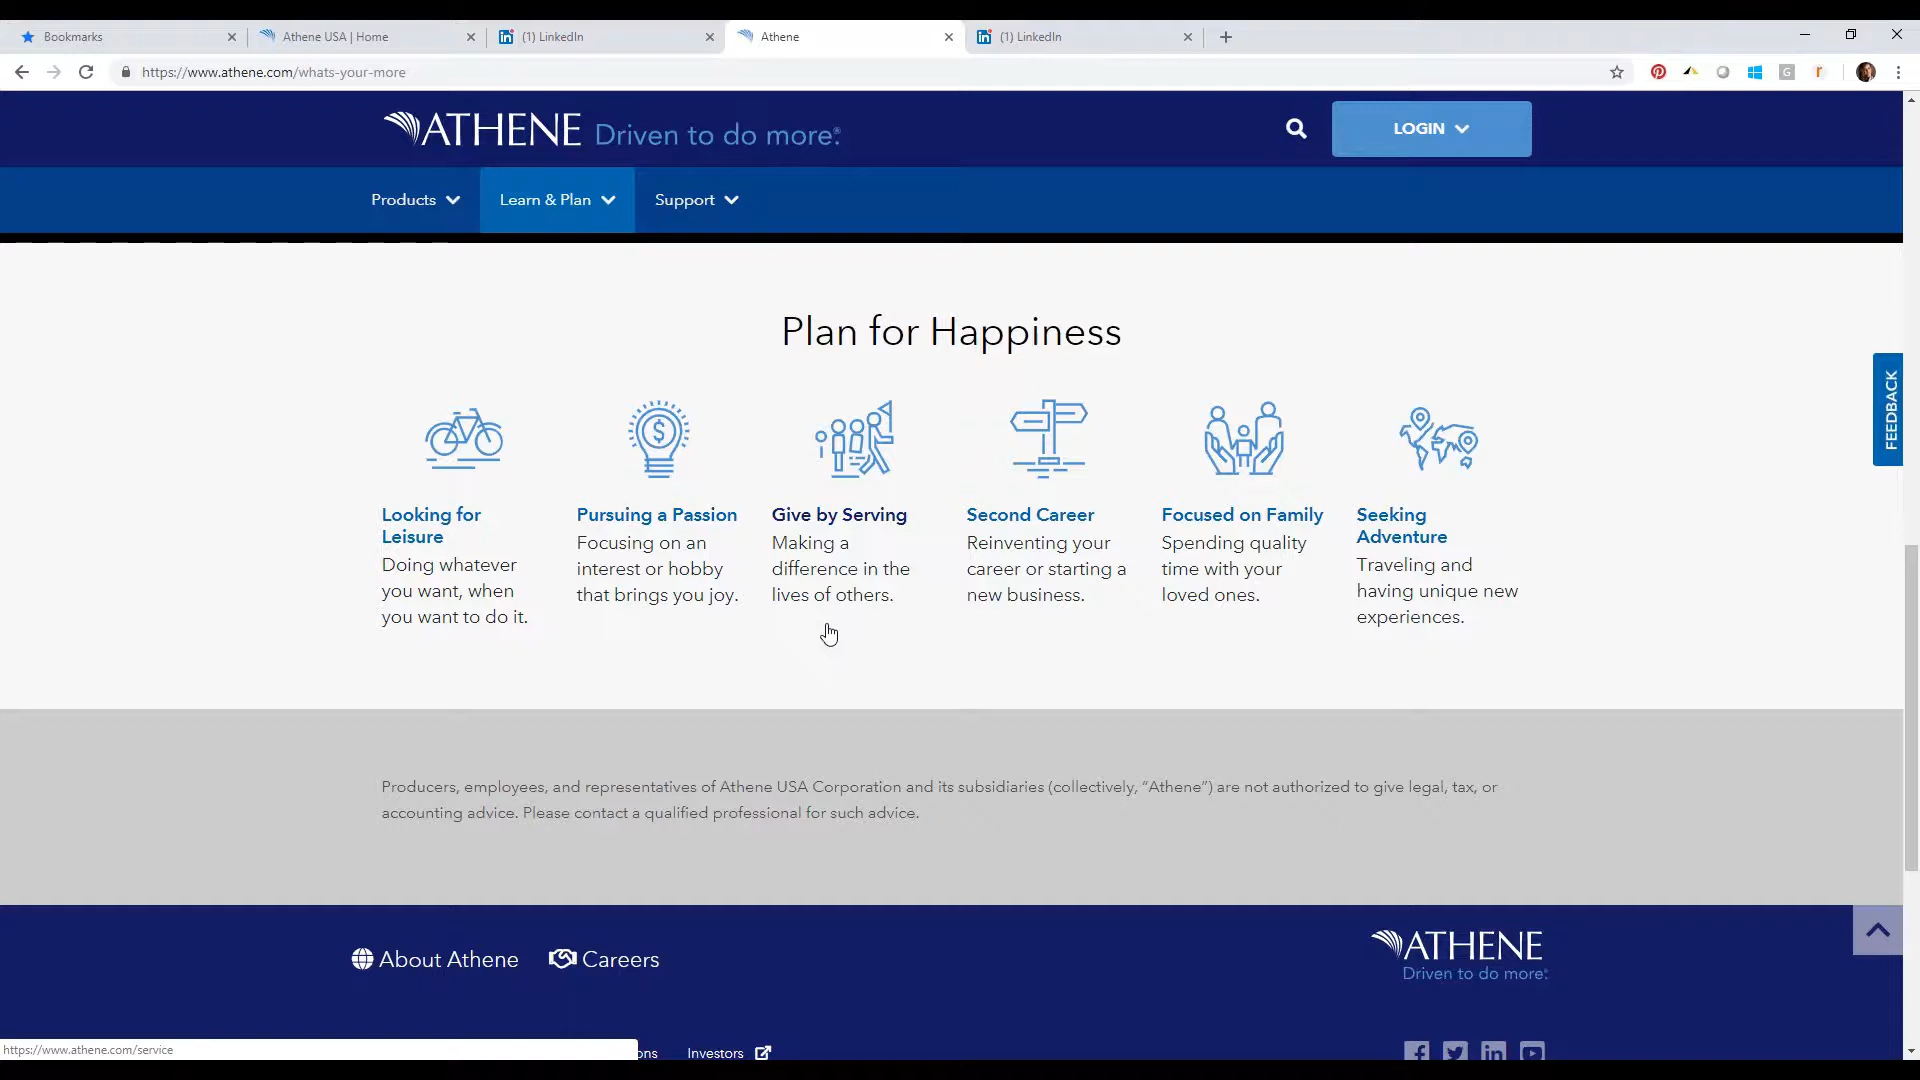 Bookmarks
Athene USA | Home
(1) LinkedIn
Athene
(1) LinkedIn
https://www.athene.com/whats-your-more
ATHENE Driven to do more.®
LOGIN
Products
Learn & Plan
Support
Plan for Happiness
FEEDBACK
Looking for
Leisure
Doing whatever
you want, when
you want to do it.
Pursuing a Passion
Focusing on an
interest or hobby
that brings you joy.
Give by Serving
Making a
difference in the
lives of others.
Second Career
Reinventing your
career or starting a
new business.
Focused on Family
Spending quality
time with your
loved ones.
Seeking
Adventure
Traveling and
having unique new
experiences.
Producers, employees, and representatives of Athene USA Corporation and its subsidiaries (collectively, “Athene”) are not authorized to give legal, tax, or
accounting advice. Please contact a qualified professional for such advice.
About Athene
Careers
ATHENE
Driven to do more.®
https://www.athene.com/service
ons
Investors